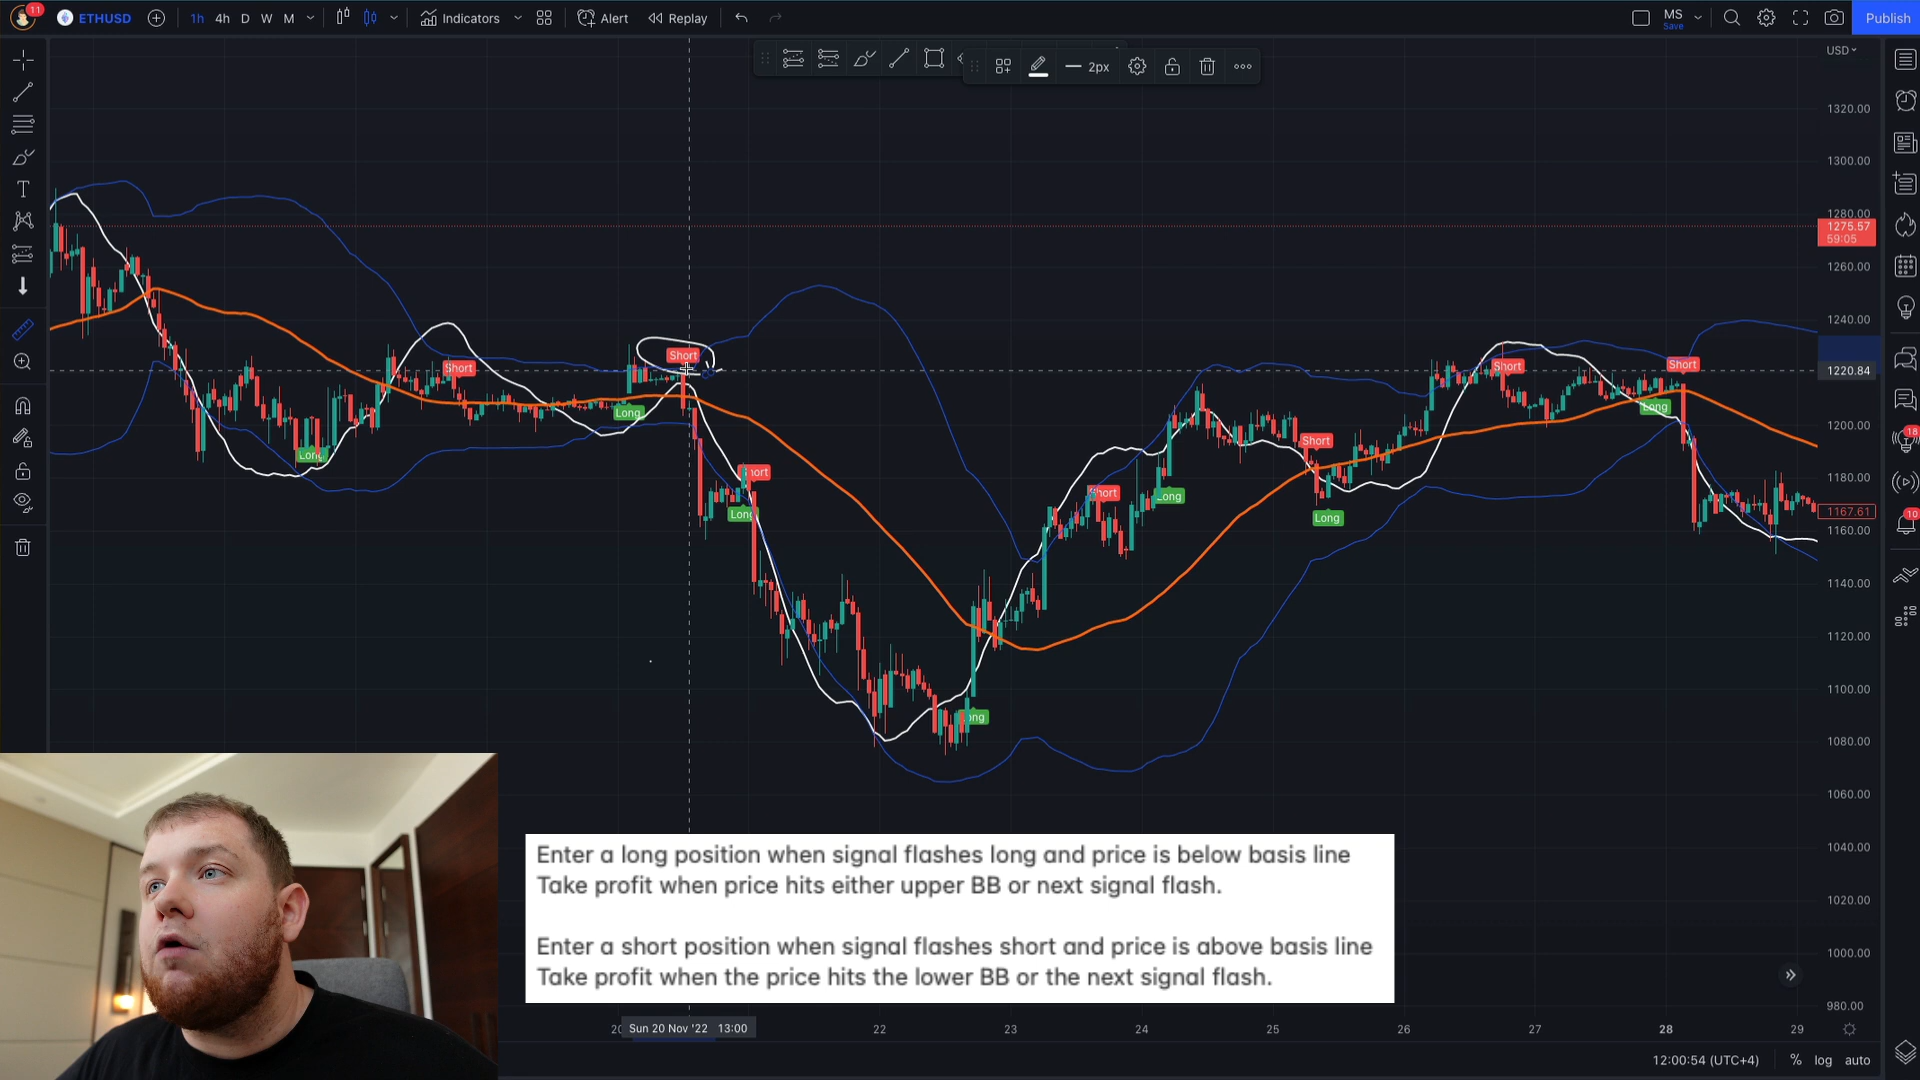 11
ETHUSD
1h
4h
D
W
M
Indicators
Alert
Replay
MS
Save
Publish
2px
USD
1320.00
1300.00
1280.00
1275.57
59:05
1260.00
1240.00
1220.84
1200.00
1180.00
1167.61
1160.00
1140.00
1120.00
1100.00
1080.00
1060.00
1040.00
1020.00
1000.00
980.00
Short
Short
Short
Short
Short
Long
Long
Long
Long
Long
18
10
Enter a long position when signal flashes long and price is below basis line
Take profit when price hits either upper BB or next signal flash.
Enter a short position when signal flashes short and price is above basis line
Take profit when the price hits the lower BB or the next signal flash.
Sun 20 Nov '22 13:00
22
23
24
25
26
27
28
29
12:00:54 (UTC+4)
%
log
auto